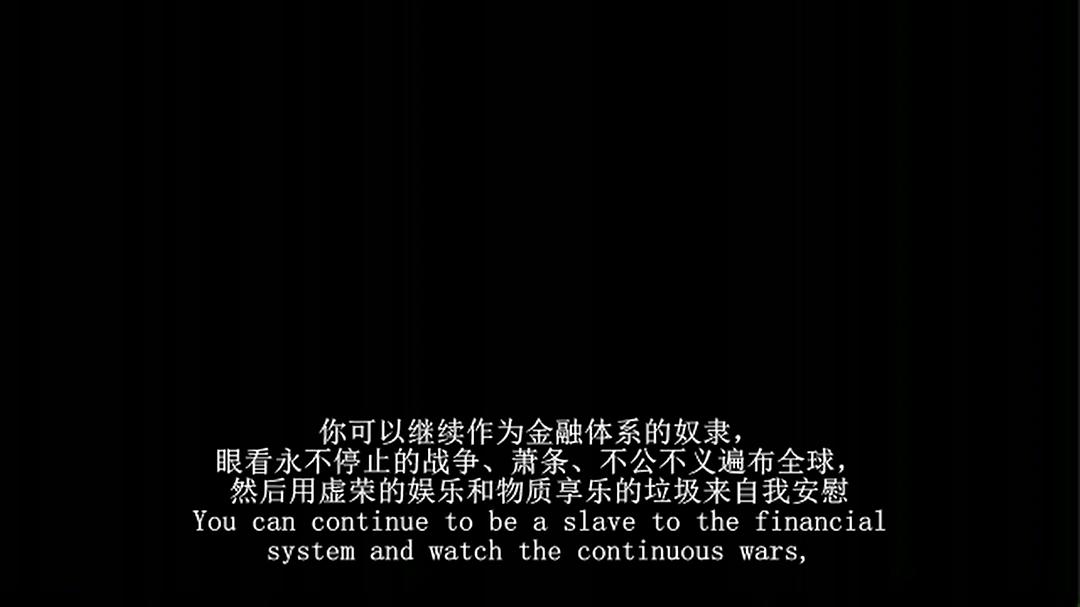 你可以继续作为金融体系的奴隶，
眼看永不停止的战争、萧条、不公不义遍布全球，
然后用虚荣的娱乐和物质享乐的垃圾来自我安慰
You can continue to be a slave to the financial
system and watch the continuous wars,